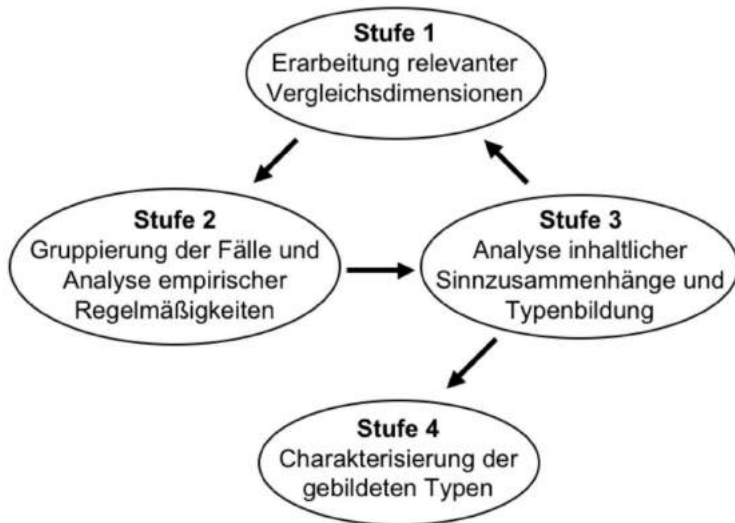 Stufe 1
Erarbeitung relevanter
Vergleichsdimensionen
Stufe 2
Gruppierung der Fälle und
Analyse empirischer
Regelmäßigkeiten
Stufe 3
Analyse inhaltlicher
Sinnzusammenhänge und
Typenbildung
Stufe 4
Charakterisierung der
gebildeten Typen